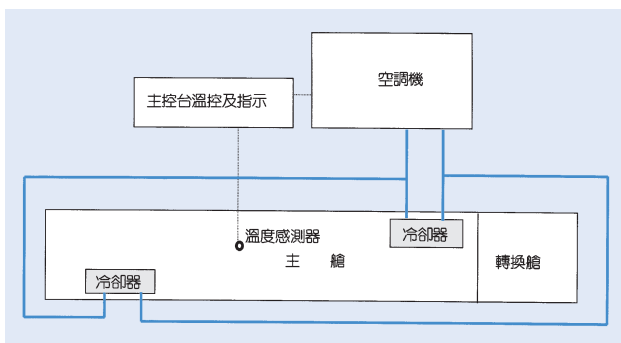 空調機
主控台溫控及指示
溫度感測器
冷卻器
主 艙
轉換艙
冷卻器